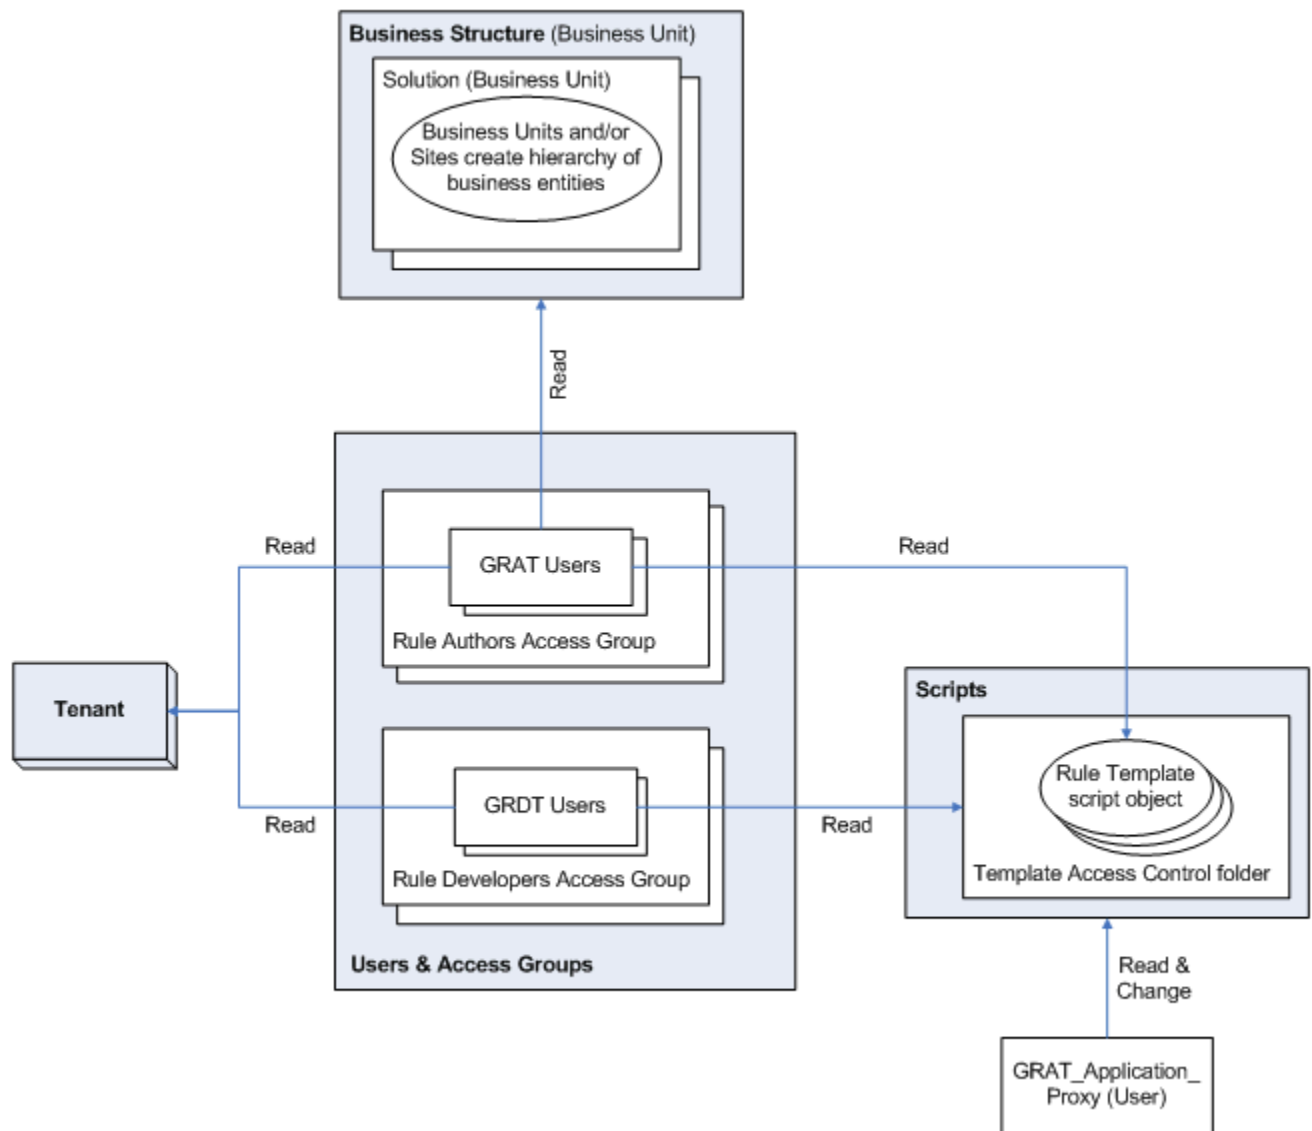 Business Structure (Business Unit)
Solution (Business Unit)
Business Units and/or
Sites create hierarchy of
business entities
Read
Read
GRAT Users
Read
Rule Authors Access Group
Tenant
Scripts
Rule Template
script object
GRDT Users
Read
Read
Rule Developers Access Group
Template Access Control folder
Users & Access Groups
Read &
Change
GRAT_Application_
Proxy (User)